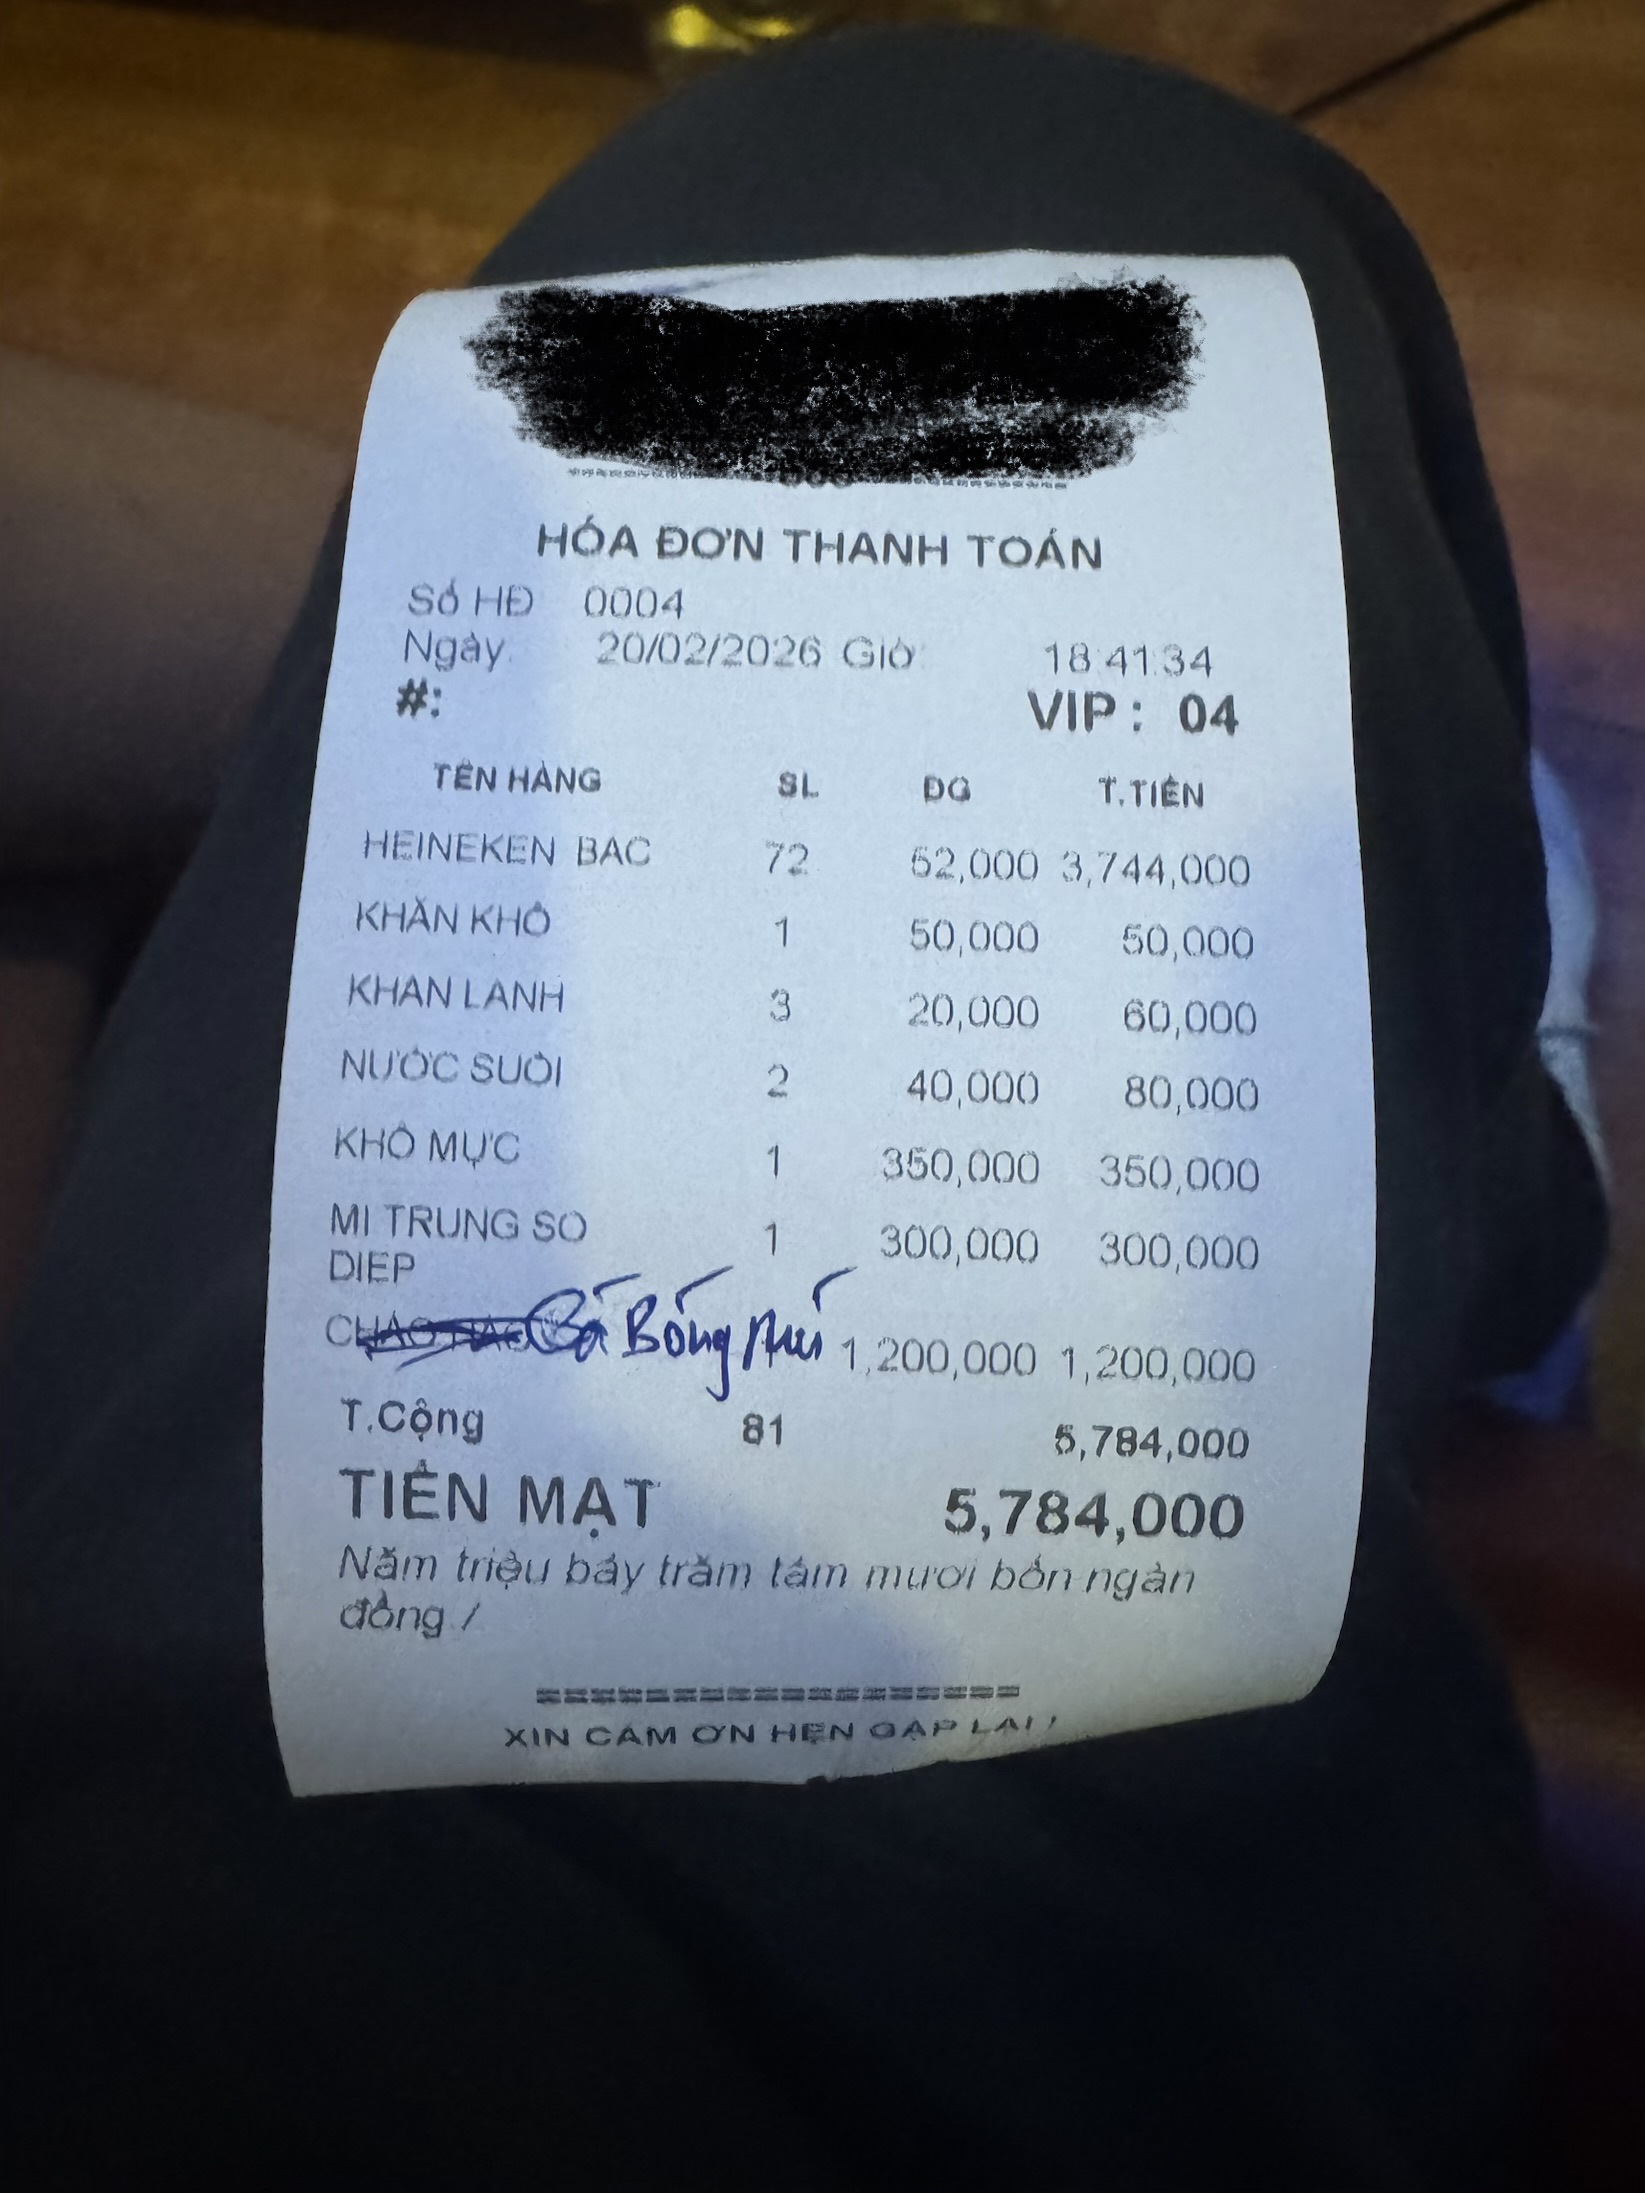 HÓA ĐƠN THANH TOÁN
Số HĐ 0004
Ngày 20/02/2026 Giờ 18:41:34
#: VIP : 04
TÊN HÀNG SL ĐG T.TIỀN
HEINEKEN BẠC 72 52,000 3,744,000
KHĂN KHÔ 1 50,000 50,000
KHAN LANH 3 20,000 60,000
NƯỚC SUỐI 2 40,000 80,000
KHÔ MỰC 1 350,000 350,000
MI TRUNG SO 1 300,000 300,000
DIEP
Cá Bống Mú 1,200,000 1,200,000
T.Cộng 81 5,784,000
TIỀN MẶT 5,784,000
Năm triệu bảy trăm tám mươi bốn ngàn
đồng /
===================
XIN CÁM ƠN HẸN GẶP LẠI !